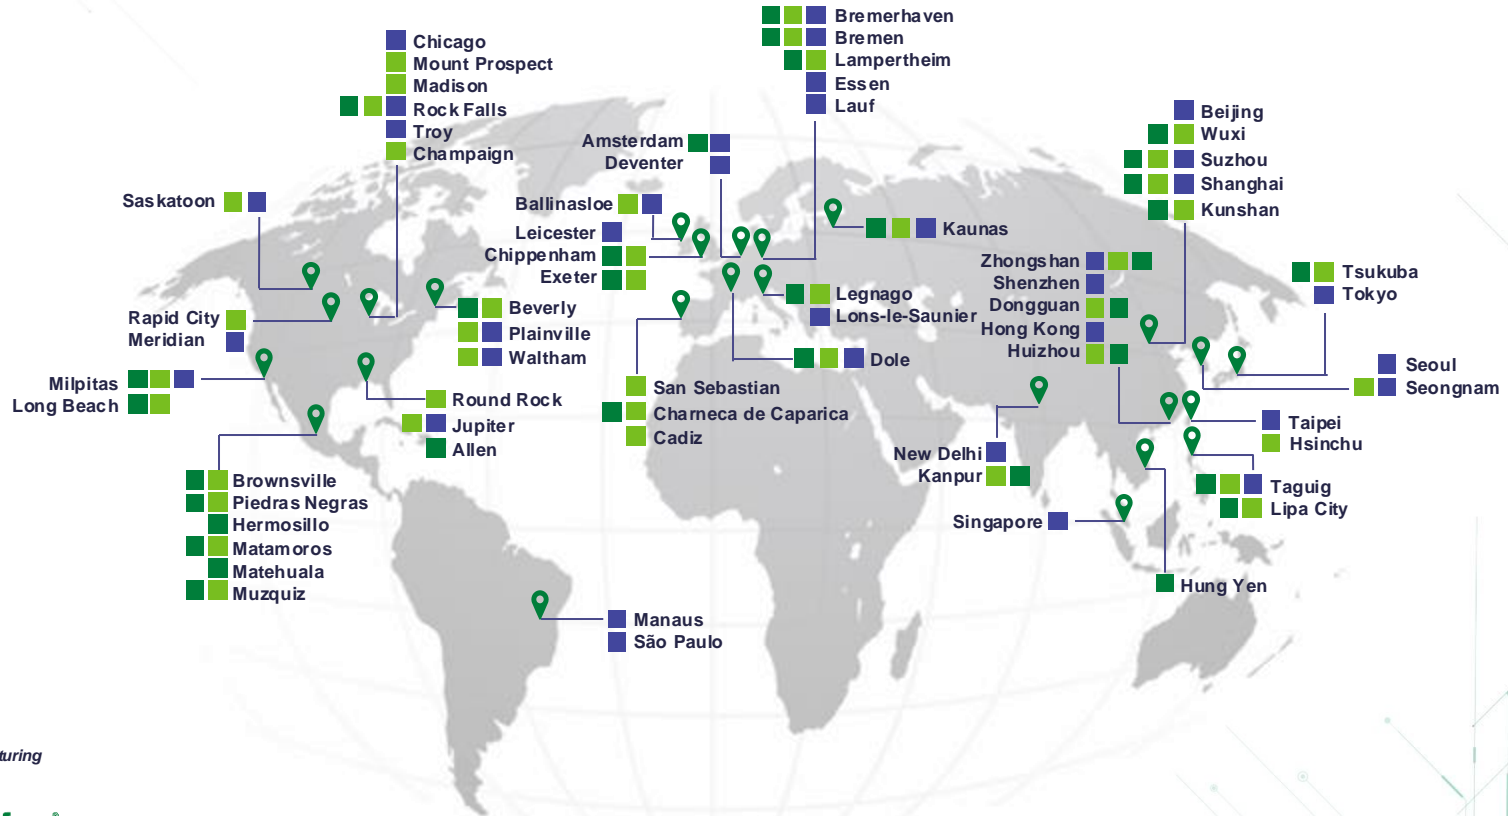 Bremerhaven
Bremen
Lampertheim
Essen
Lauf
Chicago
Mount Prospect
Madison
Rock Falls
Troy
Champaign
Amsterdam
Deventer
Beijing
Wuxi
Suzhou
Shanghai
Kunshan
Saskatoon
Ballinasloe
Leicester
Chippenham
Exeter
Kaunas
Zhongshan
Shenzhen
Dongguan
Hong Kong
Huizhou
Tsukuba
Tokyo
Legnago
Lons-le-Saunier
Beverly
Plainville
Waltham
Rapid City
Meridian
Dole
Seoul
Seongnam
Milpitas
Long Beach
San Sebastian
Charneca de Caparica
Cadiz
Round Rock
Jupiter
Allen
Taipei
Hsinchu
New Delhi
Kanpur
Brownsville
Piedras Negras
Hermosillo
Matamoros
Matehuala
Muzquiz
Taguig
Lipa City
Singapore
Hung Yen
Manaus
São Paulo
turing